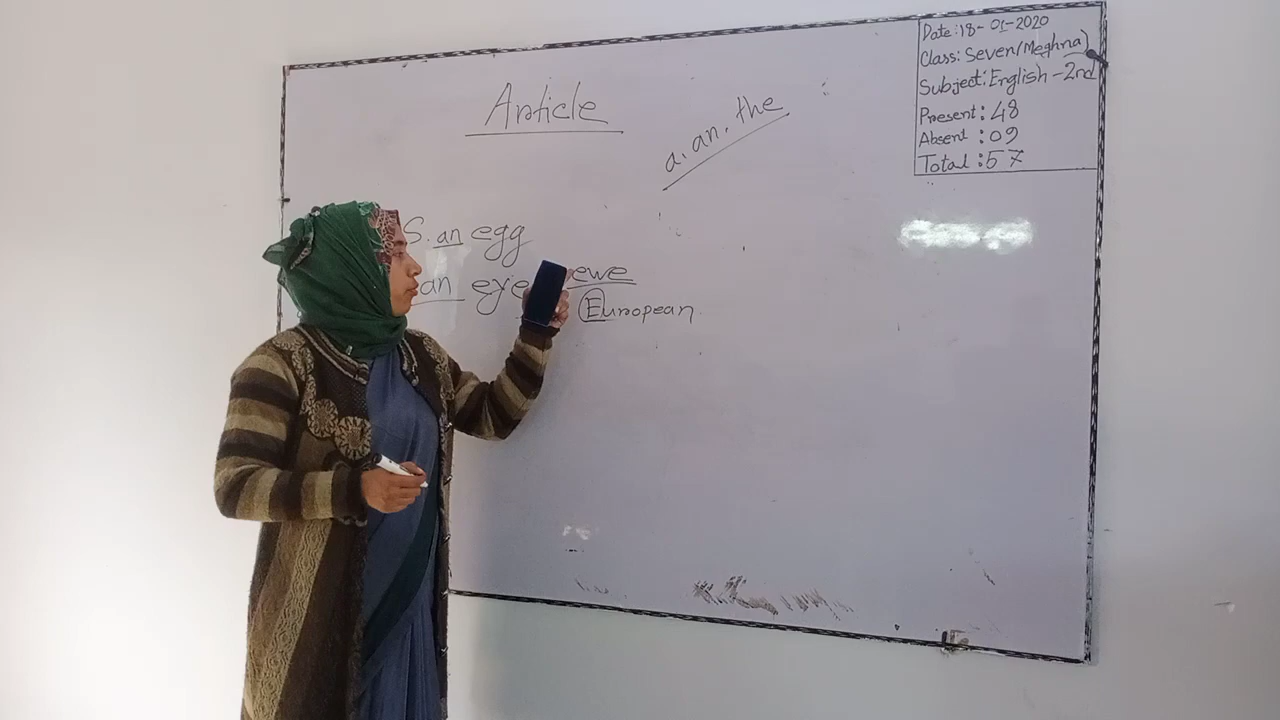 Article
a. an. the
Date: 18-01-2020
Class: Seven (Meghna)
Subject: English-2nd
Present: 48
Absent: 09
Total: 57
S. an egg
an eye ewe
European